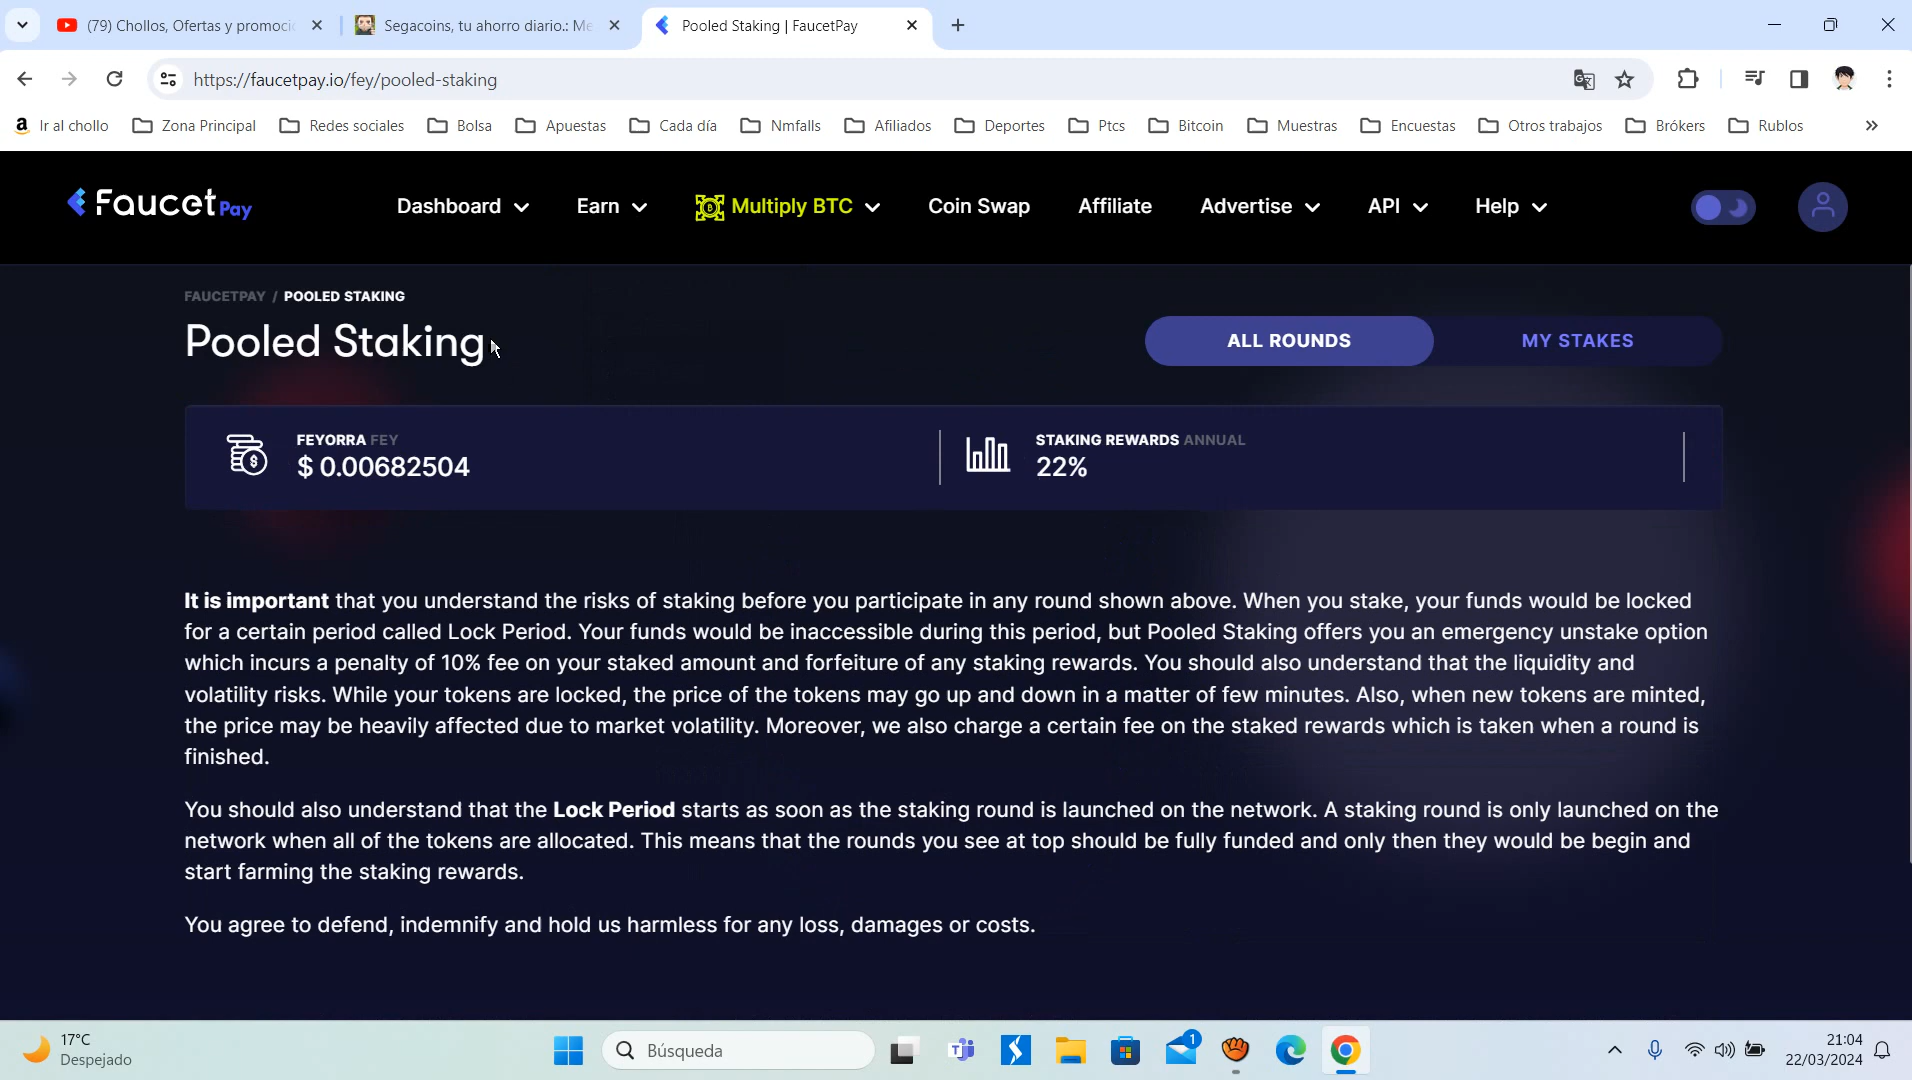 (79) Chollos, Ofertas y promoci
Segacoins, tu ahorro diario.: Me
Pooled Staking | FaucetPay
https://faucetpay.io/fey/pooled-staking
Ir al chollo
Zona Principal
Redes sociales
Bolsa
Apuestas
Cada día
Nmfalls
Afiliados
Deportes
Ptcs
Bitcoin
Muestras
Encuestas
Otros trabajos
Brókers
Rublos
FaucetPay
Dashboard
Earn
Multiply BTC
Coin Swap
Affiliate
Advertise
API
Help
FAUCETPAY / POOLED STAKING
Pooled Staking
ALL ROUNDS
MY STAKES
FEYORRA FEY
$ 0.00682504
STAKING REWARDS ANNUAL
22%
It is important that you understand the risks of staking before you participate in any round shown above. When you stake, your funds would be locked
for a certain period called Lock Period. Your funds would be inaccessible during this period, but Pooled Staking offers you an emergency unstake option
which incurs a penalty of 10% fee on your staked amount and forfeiture of any staking rewards. You should also understand that the liquidity and
volatility risks. While your tokens are locked, the price of the tokens may go up and down in a matter of few minutes. Also, when new tokens are minted,
the price may be heavily affected due to market volatility. Moreover, we also charge a certain fee on the staked rewards which is taken when a round is
finished.
You should also understand that the Lock Period starts as soon as the staking round is launched on the network. A staking round is only launched on the
network when all of the tokens are allocated. This means that the rounds you see at top should be fully funded and only then they would be begin and
start farming the staking rewards.
You agree to defend, indemnify and hold us harmless for any loss, damages or costs.
17°C
Despejado
Búsqueda
1
21:04
22/03/2024